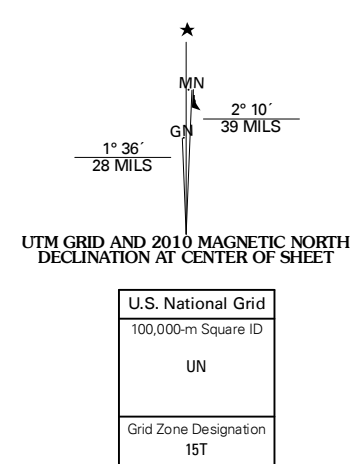 MN
2° 10´
39 MILS
GN
1° 36´
28 MILS
UTM GRID AND 2010 MAGNETIC NORTH
DECLINATION AT CENTER OF SHEET
U.S. National Grid
100,000-m Square ID
UN
Grid Zone Designation
15T